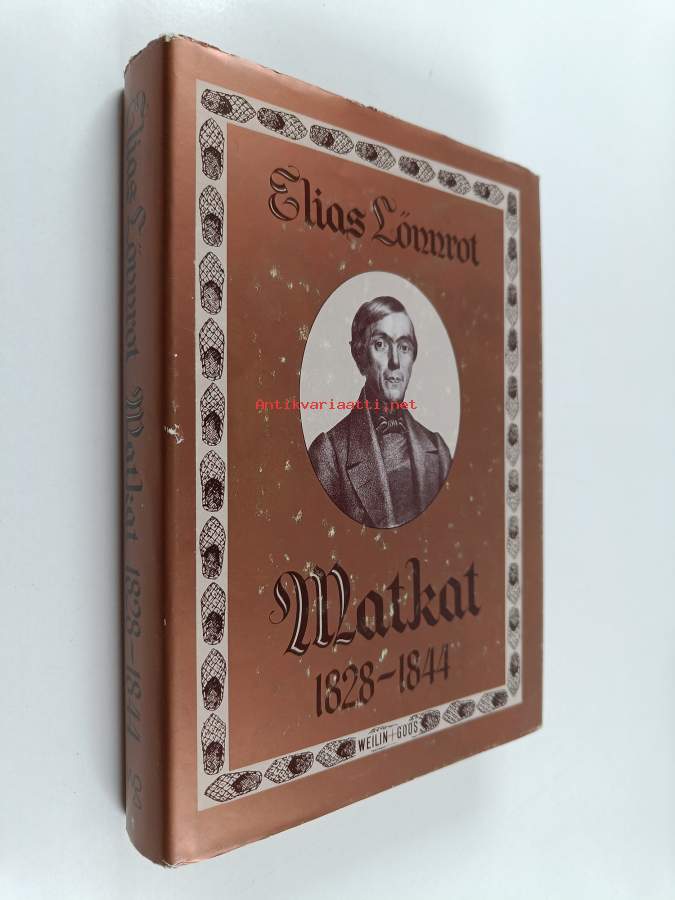 Elias Lönnrot
Antikvariaatti.net
Matkat
1828–1844
WEILIN + GÖÖS
Elias Lönnrot Matkat 1828–1844